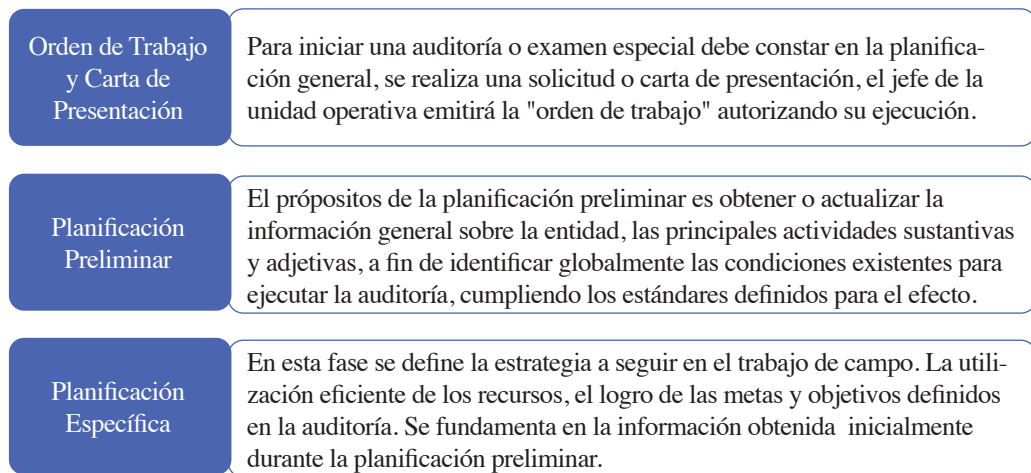 Orden de Trabajo
y Carta de
Presentación
Para iniciar una auditoría o examen especial debe constar en la planifica-
ción general, se realiza una solicitud o carta de presentación, el jefe de la
unidad operativa emitirá la "orden de trabajo" autorizando su ejecución.
Planificación
Preliminar
El própositos de la planificación preliminar es obtener o actualizar la
información general sobre la entidad, las principales actividades sustantivas
y adjetivas, a fin de identificar globalmente las condiciones existentes para
ejecutar la auditoría, cumpliendo los estándares definidos para el efecto.
Planificación
Específica
En esta fase se define la estrategia a seguir en el trabajo de campo. La utili-
zación eficiente de los recursos, el logro de las metas y objetivos definidos
en la auditoría. Se fundamenta en la información obtenida  inicialmente
durante la planificación preliminar.